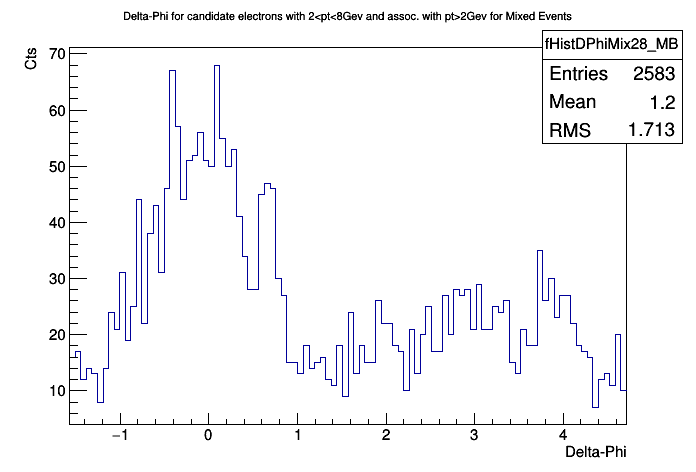 Delta-Phi for candidate electrons with 2<pt<8Gev and assoc. with pt>2Gev for Mixed Events
fHistDPhiMix28_MB
Entries 2583
Mean 1.2
RMS 1.713
Cts
70
60
50
40
30
20
10
−1 0 1 2 3 4
Delta-Phi